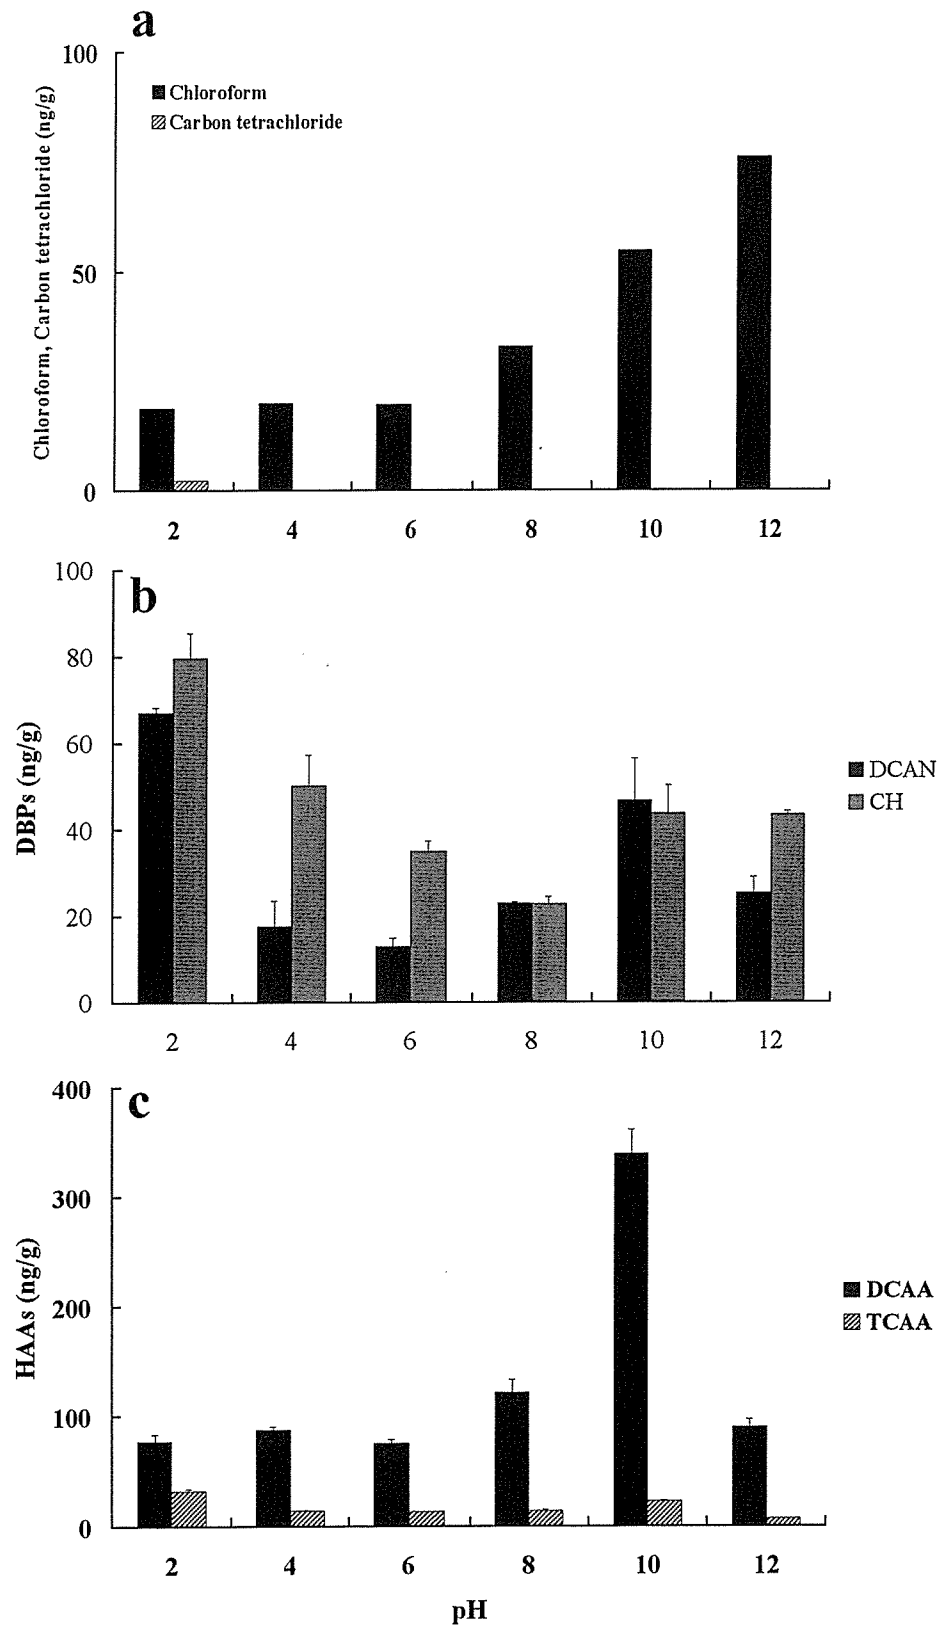 a
100
50
0
Chloroform, Carbon tetrachloride (ng/g)
Chloroform
Carbon tetrachloride
2 4 6 8 10 12
b
100
80
60
40
20
0
DBPs (ng/g)
DCAN
CH
2 4 6 8 10 12
c
400
300
200
100
0
HAAs (ng/g)
DCAA
TCAA
2 4 6 8 10 12
pH